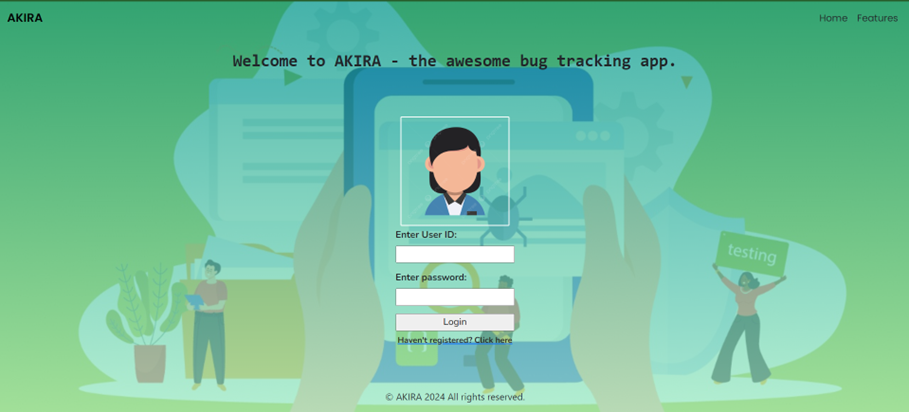 AKIRA
Home Features
Welcome to AKIRA - the awesome bug tracking app.
Enter User ID:
testing
Enter password:
Login
Haven't registered? Click here
© AKIRA 2024 All rights reserved.